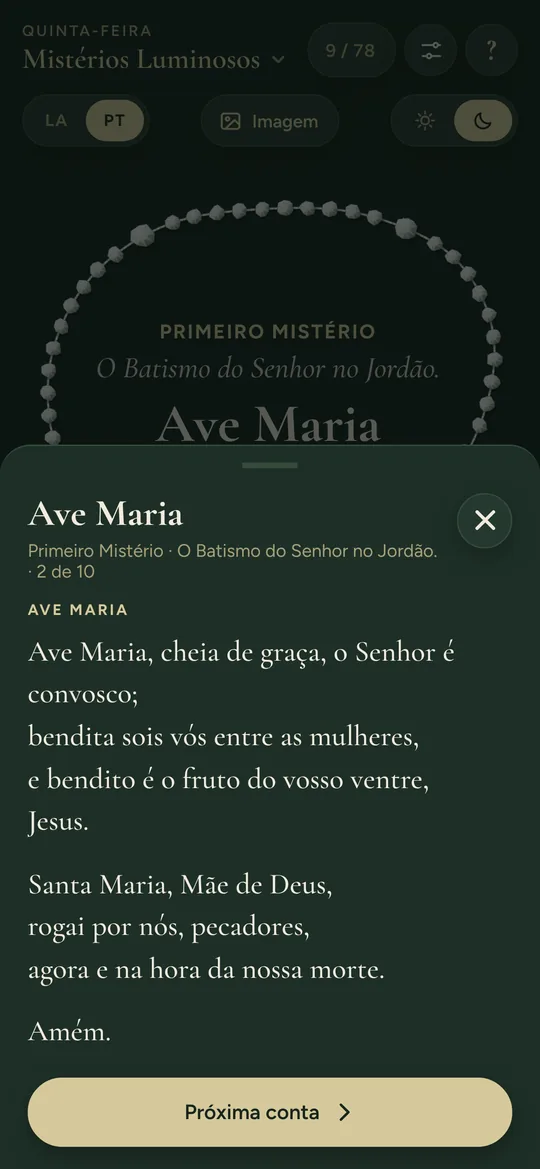 QUINTA-FEIRA
Mistérios Luminosos
9 / 78
?
LA
PT
Imagem
PRIMEIRO MISTÉRIO
O Batismo do Senhor no Jordão.
Ave Maria
Ave Maria
Primeiro Mistério · O Batismo do Senhor no Jordão.
· 2 de 10
AVE MARIA
Ave Maria, cheia de graça, o Senhor é
convosco;
bendita sois vós entre as mulheres,
e bendito é o fruto do vosso ventre,
Jesus.
Santa Maria, Mãe de Deus,
rogai por nós, pecadores,
agora e na hora da nossa morte.
Amém.
Próxima conta